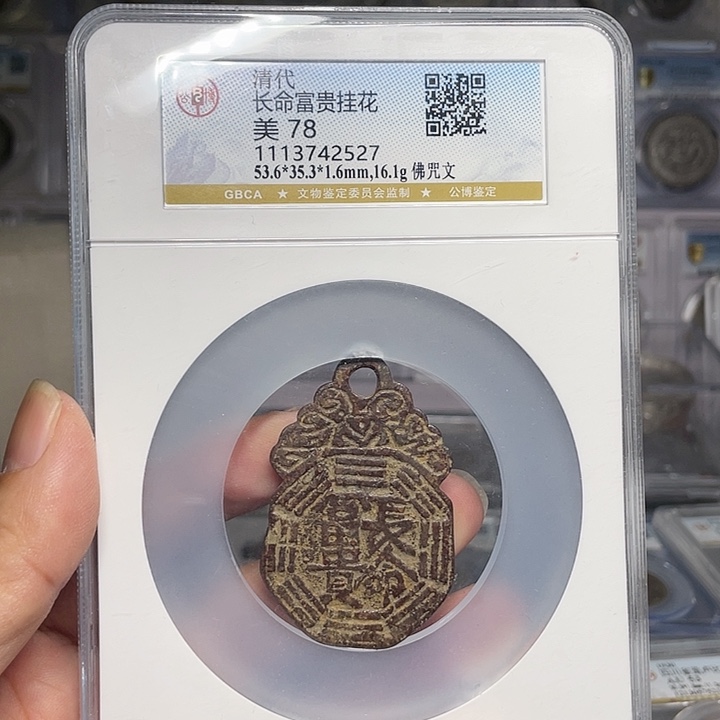 清代
长命富贵挂花
美 78
1113742527
53.6*35.3*1.6mm,16.1g 佛咒文
GBCA ★ 文物鉴定委员会监制 ★ 公博鉴定
長命
富貴